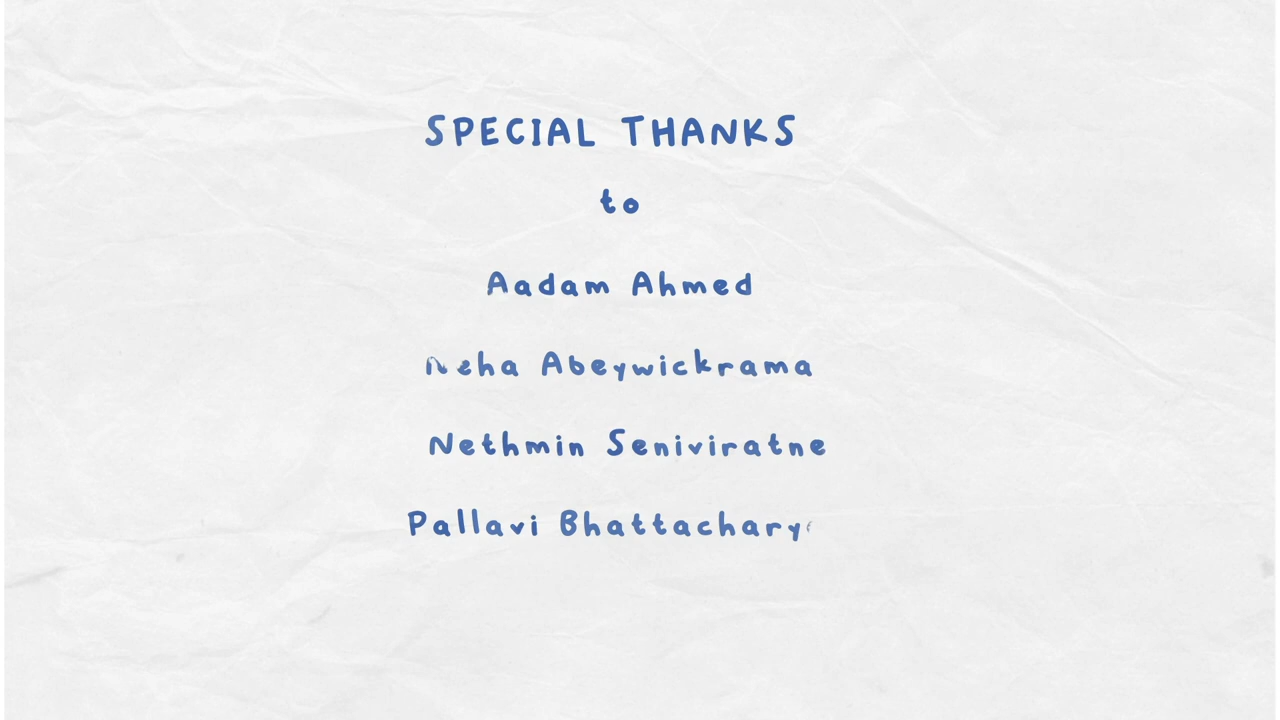 SPECIAL THANKS
to
Aadam Ahmed
Neha Abeywickrama
Nethmin Seniviratne
Pallavi Bhattachary